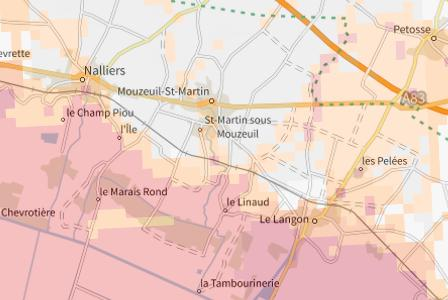 Petosse
evrette
Nalliers
Mouzeuil-St-Martin
A83
le Champ Piou
St-Martin sous
Mouzeuil
l'Île
les Pelées
le Marais Rond
Chevrotière
le Linaud
Le Langon
la Tambourinerie